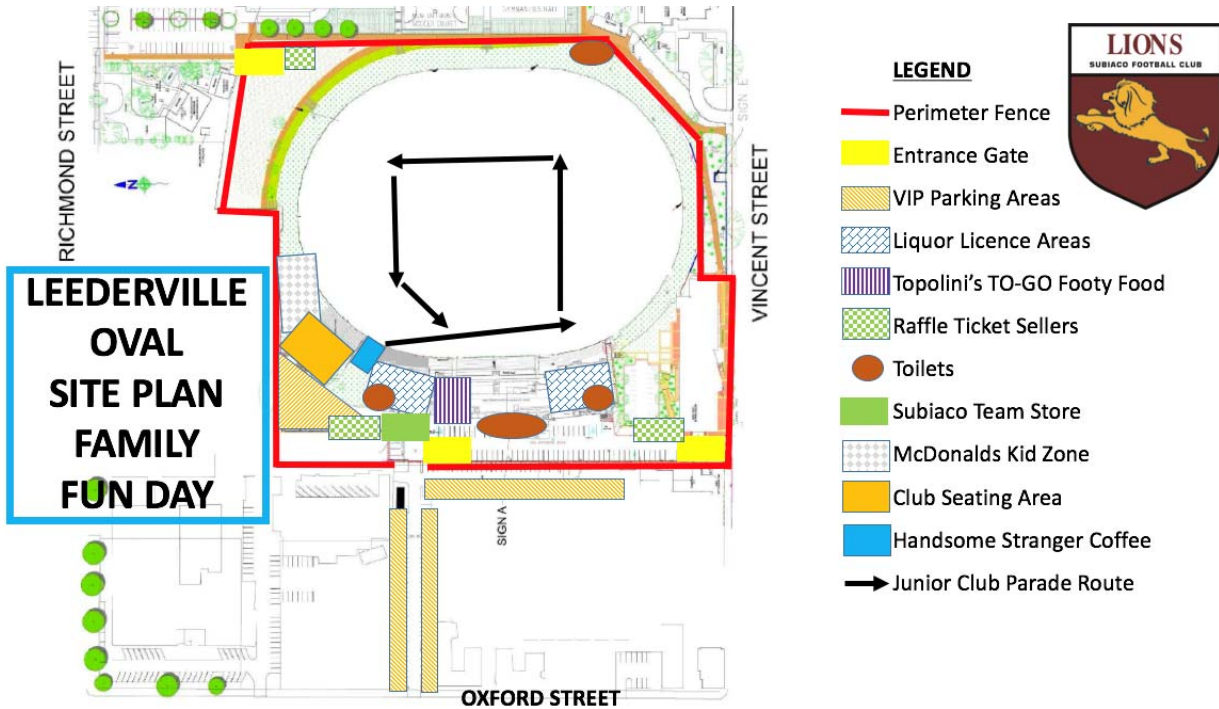 RICHMOND STREET
N
VINCENT STREET
SIGN E
LEEDERVILLE
OVAL
SITE PLAN
FAMILY
FUN DAY
SIGN A
OXFORD STREET
LEGEND
Perimeter Fence
Entrance Gate
VIP Parking Areas
Liquor Licence Areas
Topolini's TO-GO Footy Food
Raffle Ticket Sellers
Toilets
Subiaco Team Store
McDonalds Kid Zone
Club Seating Area
Handsome Stranger Coffee
Junior Club Parade Route
LIONS
SUBIACO FOOTBALL CLUB